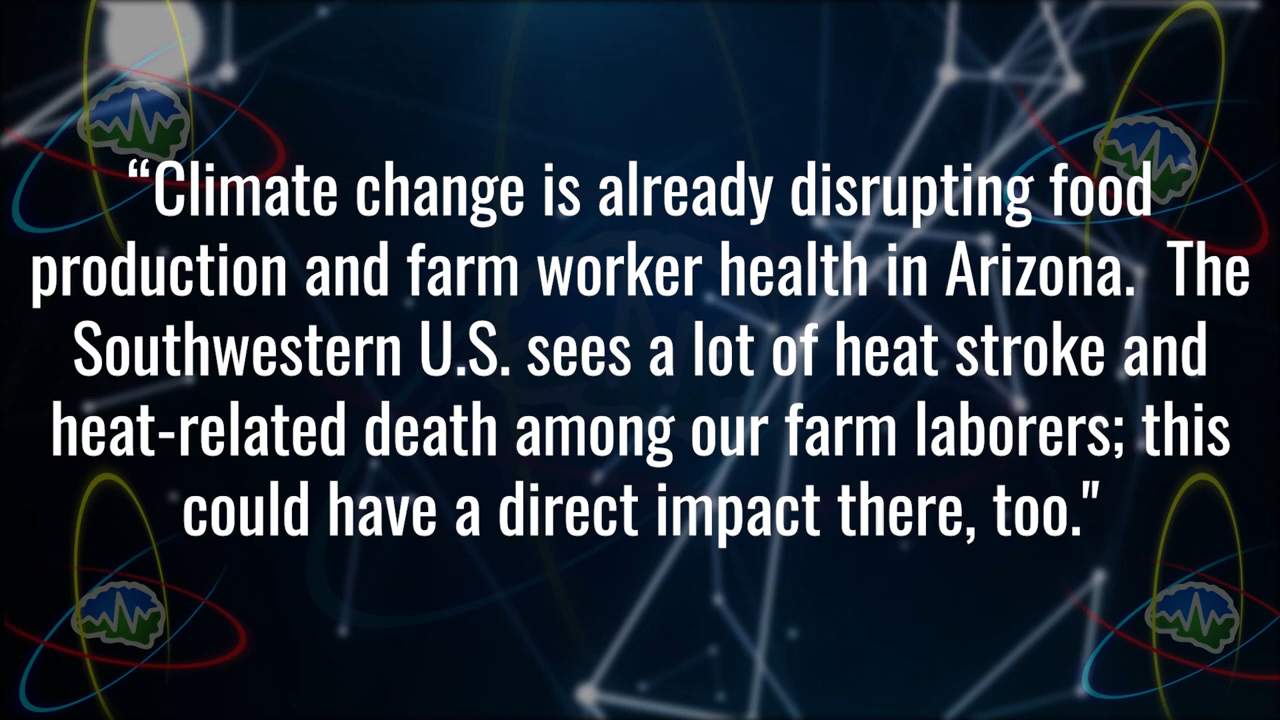 “Climate change is already disrupting food
production and farm worker health in Arizona.  The
Southwestern U.S. sees a lot of heat stroke and
heat-related death among our farm laborers; this
could have a direct impact there, too."